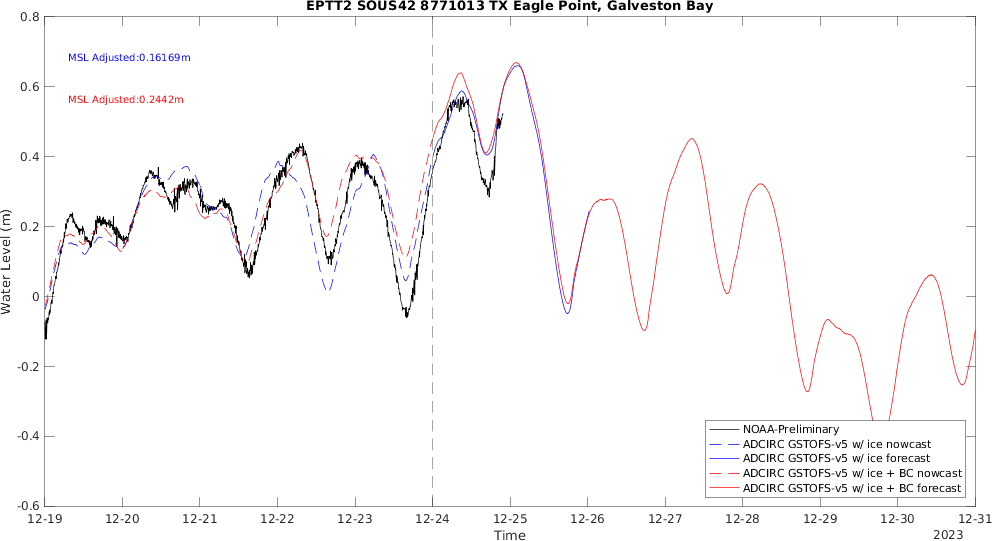 EPTT2 SOUS42 8771013 TX Eagle Point, Galveston Bay
MSL Adjusted:0.16169m
MSL Adjusted:0.2442m
Water Level (m)
0.8
0.6
0.4
0.2
0
-0.2
-0.4
-0.6
NOAA-Preliminary
ADCIRC GSTOFS-v5 w/ ice nowcast
ADCIRC GSTOFS-v5 w/ ice forecast
ADCIRC GSTOFS-v5 w/ ice + BC nowcast
ADCIRC GSTOFS-v5 w/ ice + BC forecast
12-19 12-20 12-21 12-22 12-23 12-24 12-25 12-26 12-27 12-28 12-29 12-30 12-31
Time
2023